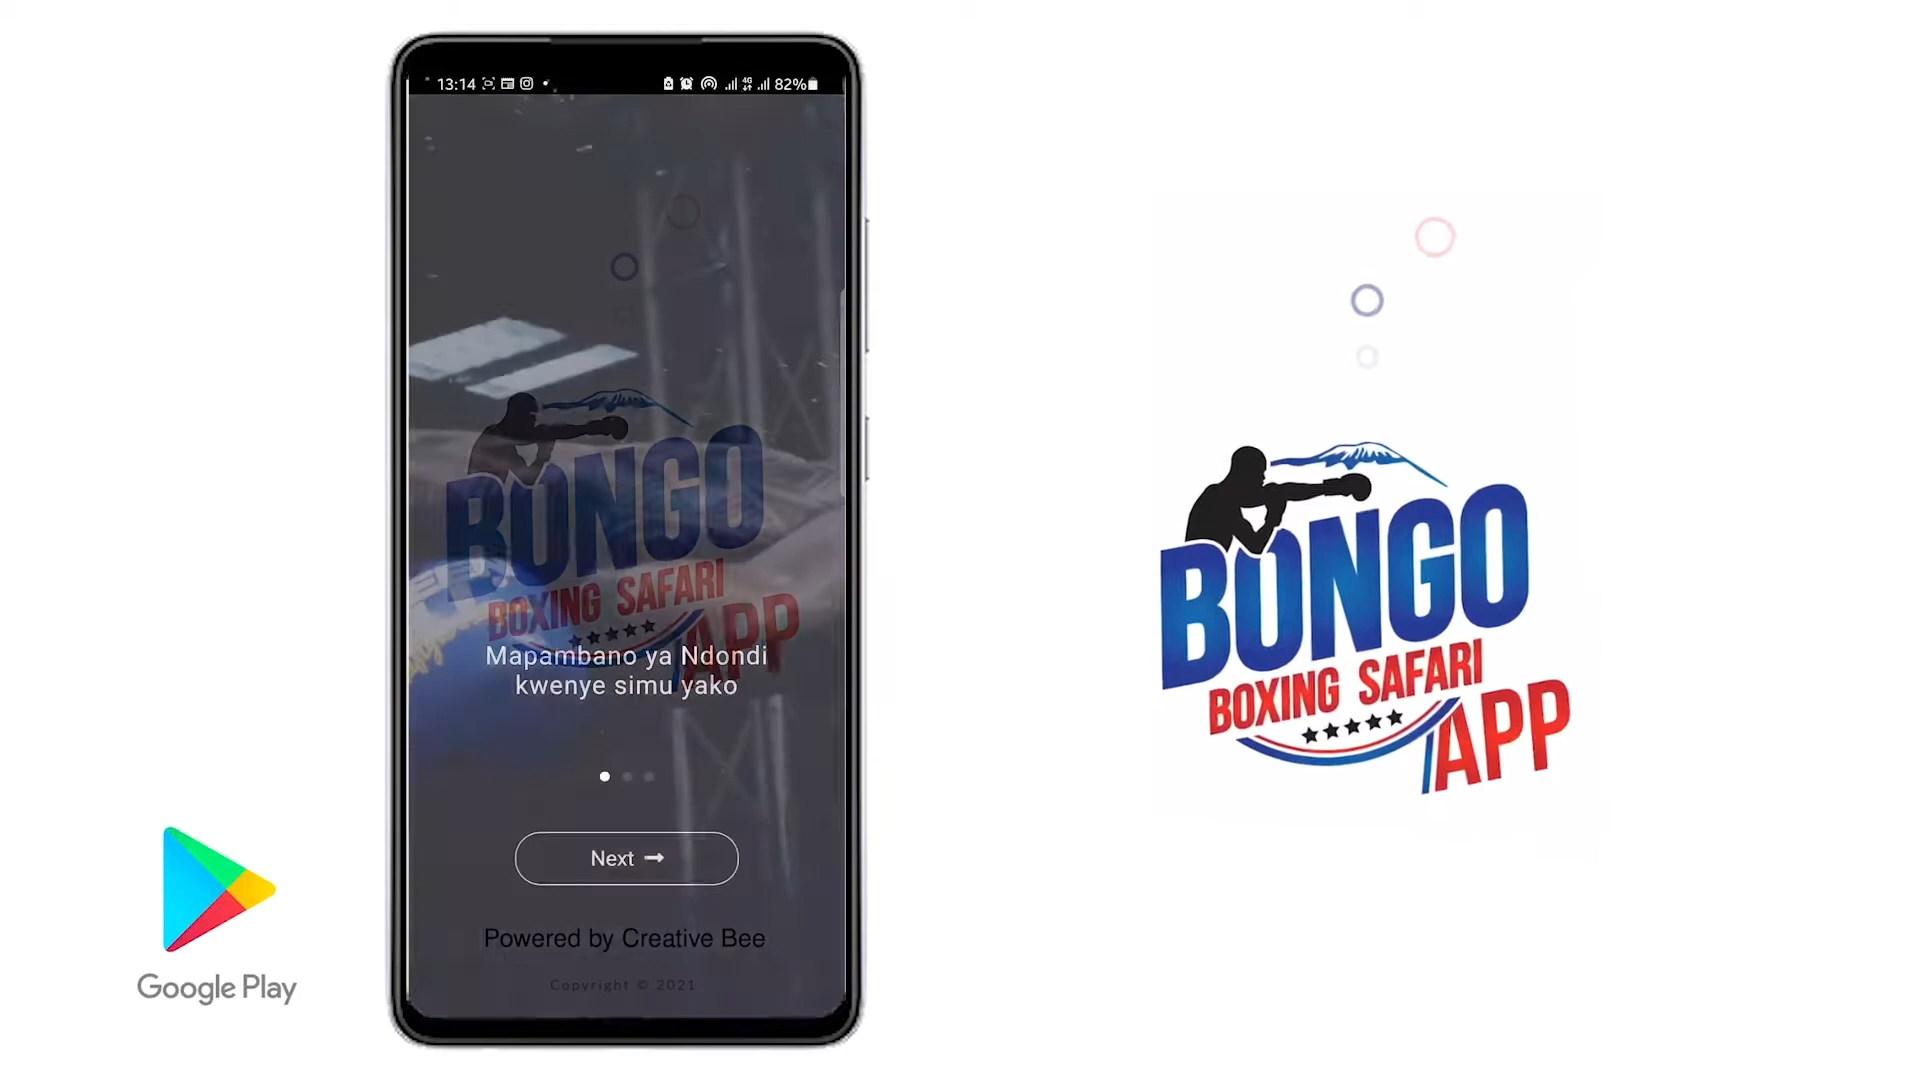 13:14
4G
82%
BONGO
BOXING SAFARI
APP
Mapambano ya Ndondi
kwenye simu yako
Next
Powered by Creative Bee
Copyright © 2021
Google Play
BONGO
BOXING SAFARI
APP